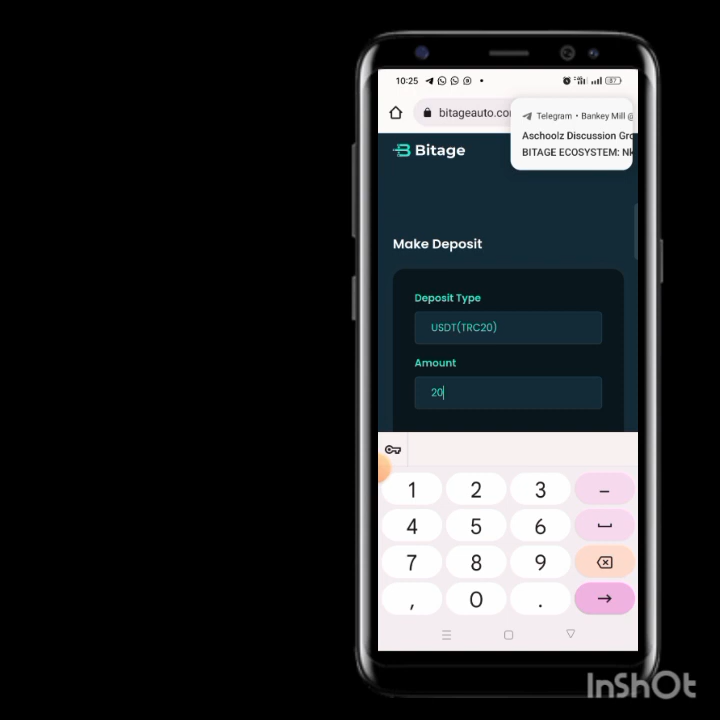 10:25
bitageauto.co
Telegram • Bankey Mill @
Aschoolz Discussion Gro
BITAGE ECOSYSTEM: Nk
Bitage
Make Deposit
Deposit Type
USDT(TRC20)
Amount
20
1 2 3 –
4 5 6
7 8 9
, 0 .
InShOt